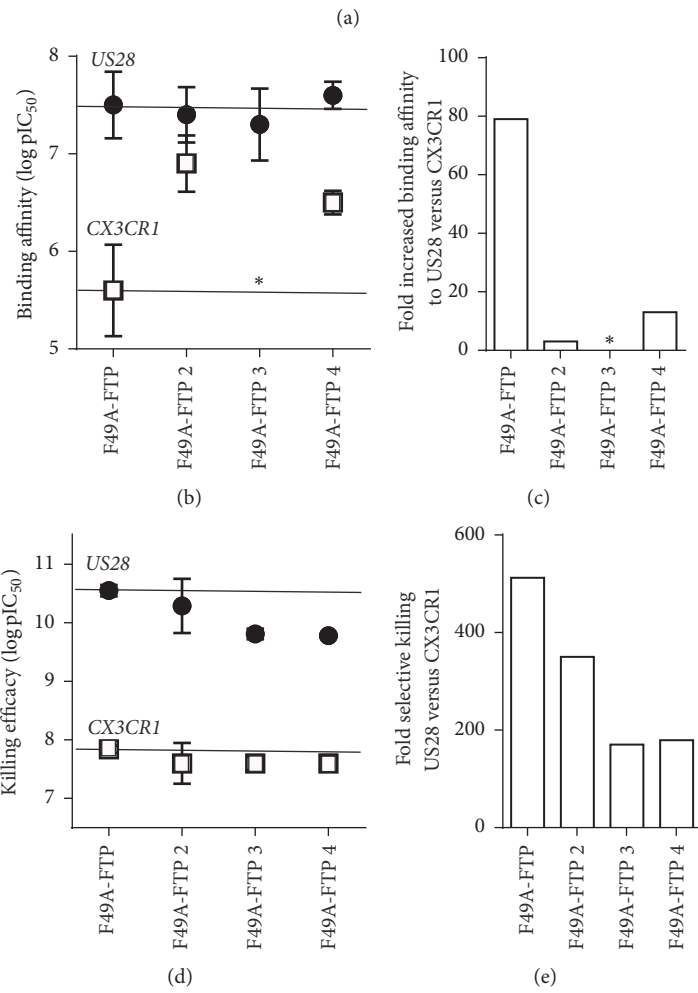 (a)
Binding affinity (log pIC50)
8
7
6
5
US28
CX3CR1
*
F49A-FTP
F49A-FTP 2
F49A-FTP 3
F49A-FTP 4
(b)
Fold increased binding affinity
to US28 versus CX3CR1
100
80
60
40
20
0
*
F49A-FTP
F49A-FTP 2
F49A-FTP 3
F49A-FTP 4
(c)
Killing efficacy (log pIC50)
11
10
9
8
7
US28
CX3CR1
F49A-FTP
F49A-FTP 2
F49A-FTP 3
F49A-FTP 4
(d)
Fold selective killing
US28 versus CX3CR1
600
400
200
0
F49A-FTP
F49A-FTP 2
F49A-FTP 3
F49A-FTP 4
(e)